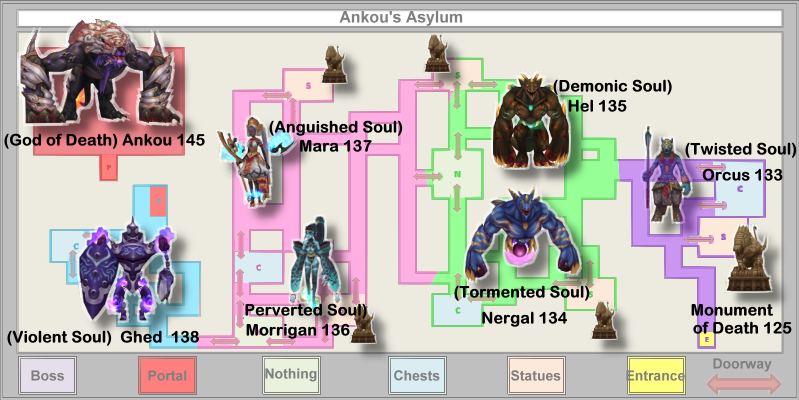 Ankou's Asylum
S
S
(Demonic Soul)
Hel 135
(Anguished Soul)
Mara 137
(God of Death) Ankou 145
(Twisted Soul)
Orcus 133
P
N
C
C
S
C
(Tormented Soul)
Nergal 134
C
S
Perverted Soul)
Morrigan 136
(Violent Soul) Ghed 138
Monument
of Death 125
E
Boss
Portal
Nothing
Chests
Statues
Entrance
Doorway